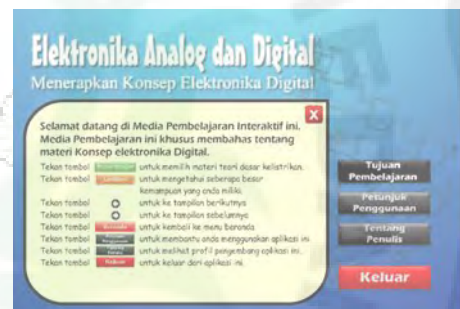 Elektronika Analog dan Digital
Menerapkan Konsep Elektronika Digital
X
Selamat datang di Media Pembelajaran Interaktif ini.
Media Pembelajaran ini khusus membahas tentang
materi Konsep elektronika Digital.
Tekan tombol untuk memilih materi teori dasar kelistrikan.
Tekan tombol untuk mengetahui seberapa besar
kemampuan yang anda miliki.
Tekan tombol untuk ke tampilan berikutnya
Tekan tombol untuk ke tampilan sebelumnya
Tekan tombol Beranda untuk kembali ke menu beranda
Tekan tombol untuk membantu anda menggunakan aplikasi ini
Tekan tombol untuk melihat profil pengembang aplikasi ini.
Tekan tombol Keluar untuk keluar dari aplikasi ini.
Tujuan
Pembelajaran
Petunjuk
Penggunaan
Tentang
Penulis
Keluar